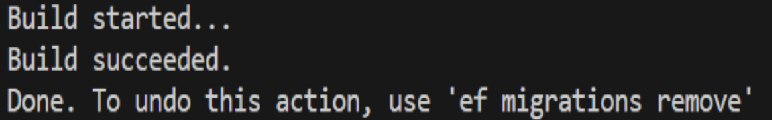 Build started...
Build succeeded.
Done. To undo this action, use 'ef migrations remove'